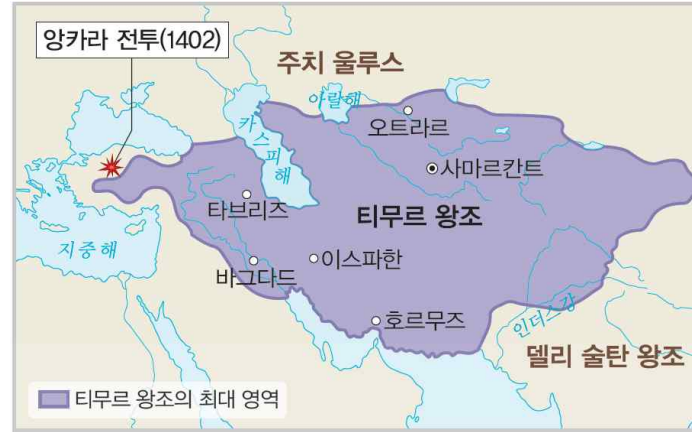 앙카라 전투(1402)
주치 울루스
아랄해
오트라르
카스피해
사마르칸트
타브리즈
티무르 왕조
지중해
바그다드
이스파한
호르무즈
인더스강
델리 술탄 왕조
티무르 왕조의 최대 영역